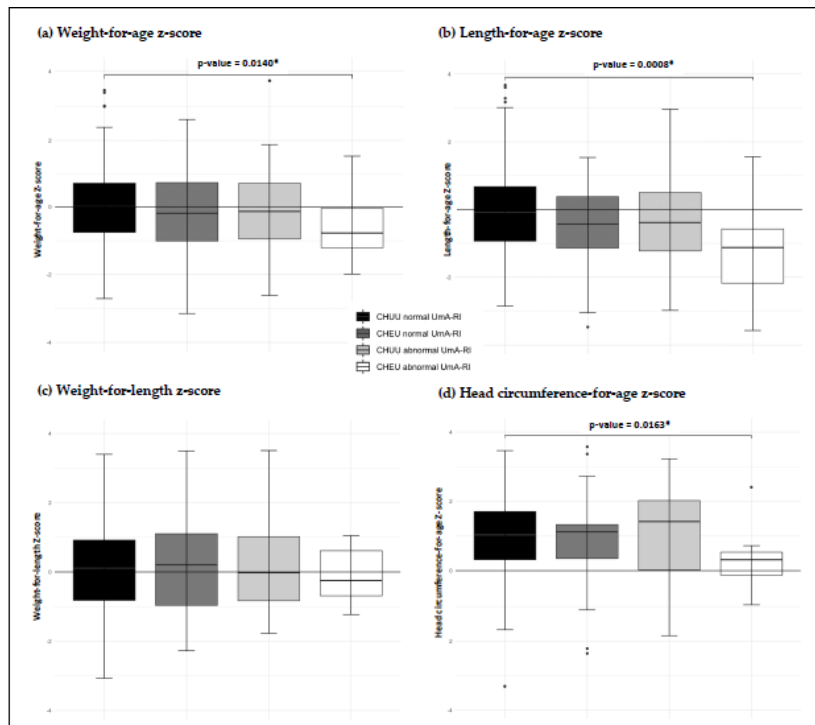 (a) Weight-for-age z-score
p-value = 0.0140*
4
2
0
-2
-4
Weight-for-age Z-score
(b) Length-for-age z-score
p-value = 0.0008*
4
2
0
-2
Length-for-age Z-score
CHUU normal UmA-RI
CHEU normal UmA-RI
CHUU abnormal UmA-RI
CHEU abnormal UmA-RI
(c) Weight-for-length z-score
4
2
0
-2
-4
Weight-for-length Z-score
(d) Head circumference-for-age z-score
p-value = 0.0163*
4
2
0
-2
-4
Head circumference-for-age Z-score